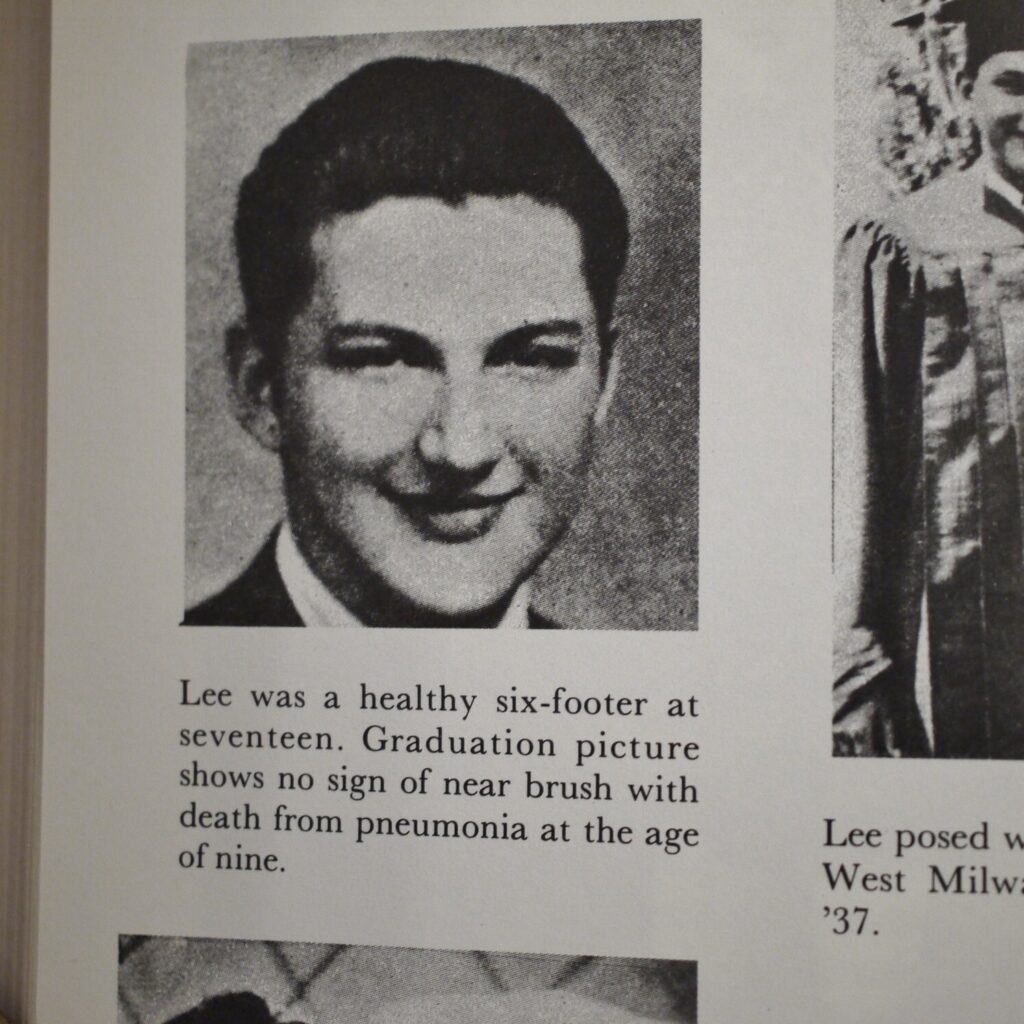 Lee was a healthy six-footer at
seventeen. Graduation picture
shows no sign of near brush with
death from pneumonia at the age
of nine.
Lee posed
West
'37.